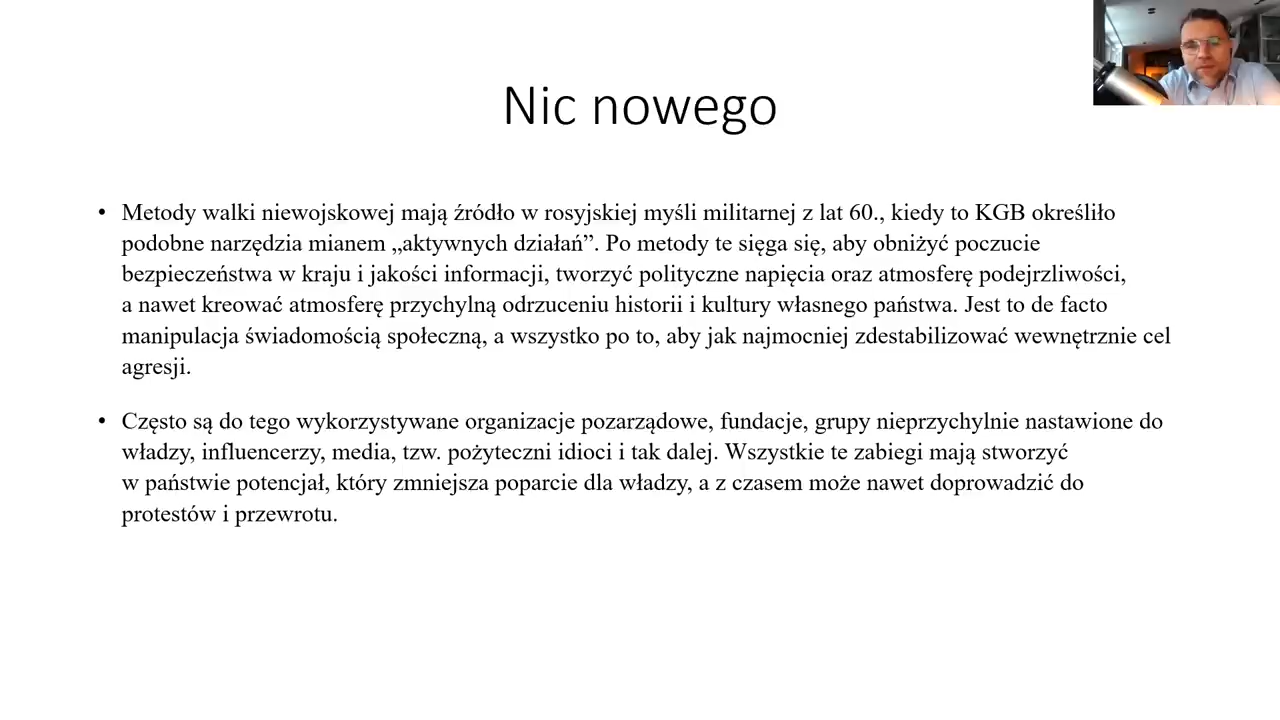 Nic nowego
• Metody walki niewojskowej mają źródło w rosyjskiej myśli militarnej z lat 60., kiedy to KGB określiło
podobne narzędzia mianem „aktywnych działań”. Po metody te sięga się, aby obniżyć poczucie
bezpieczeństwa w kraju i jakości informacji, tworzyć polityczne napięcia oraz atmosferę podejrzliwości,
a nawet kreować atmosferę przychylną odrzuceniu historii i kultury własnego państwa. Jest to de facto
manipulacja świadomością społeczną, a wszystko po to, aby jak najmocniej zdestabilizować wewnętrznie cel
agresji.
• Często są do tego wykorzystywane organizacje pozarządowe, fundacje, grupy nieprzychylnie nastawione do
władzy, influencerzy, media, tzw. pożyteczni idioci i tak dalej. Wszystkie te zabiegi mają stworzyć
w państwie potencjał, który zmniejsza poparcie dla władzy, a z czasem może nawet doprowadzić do
protestów i przewrotu.